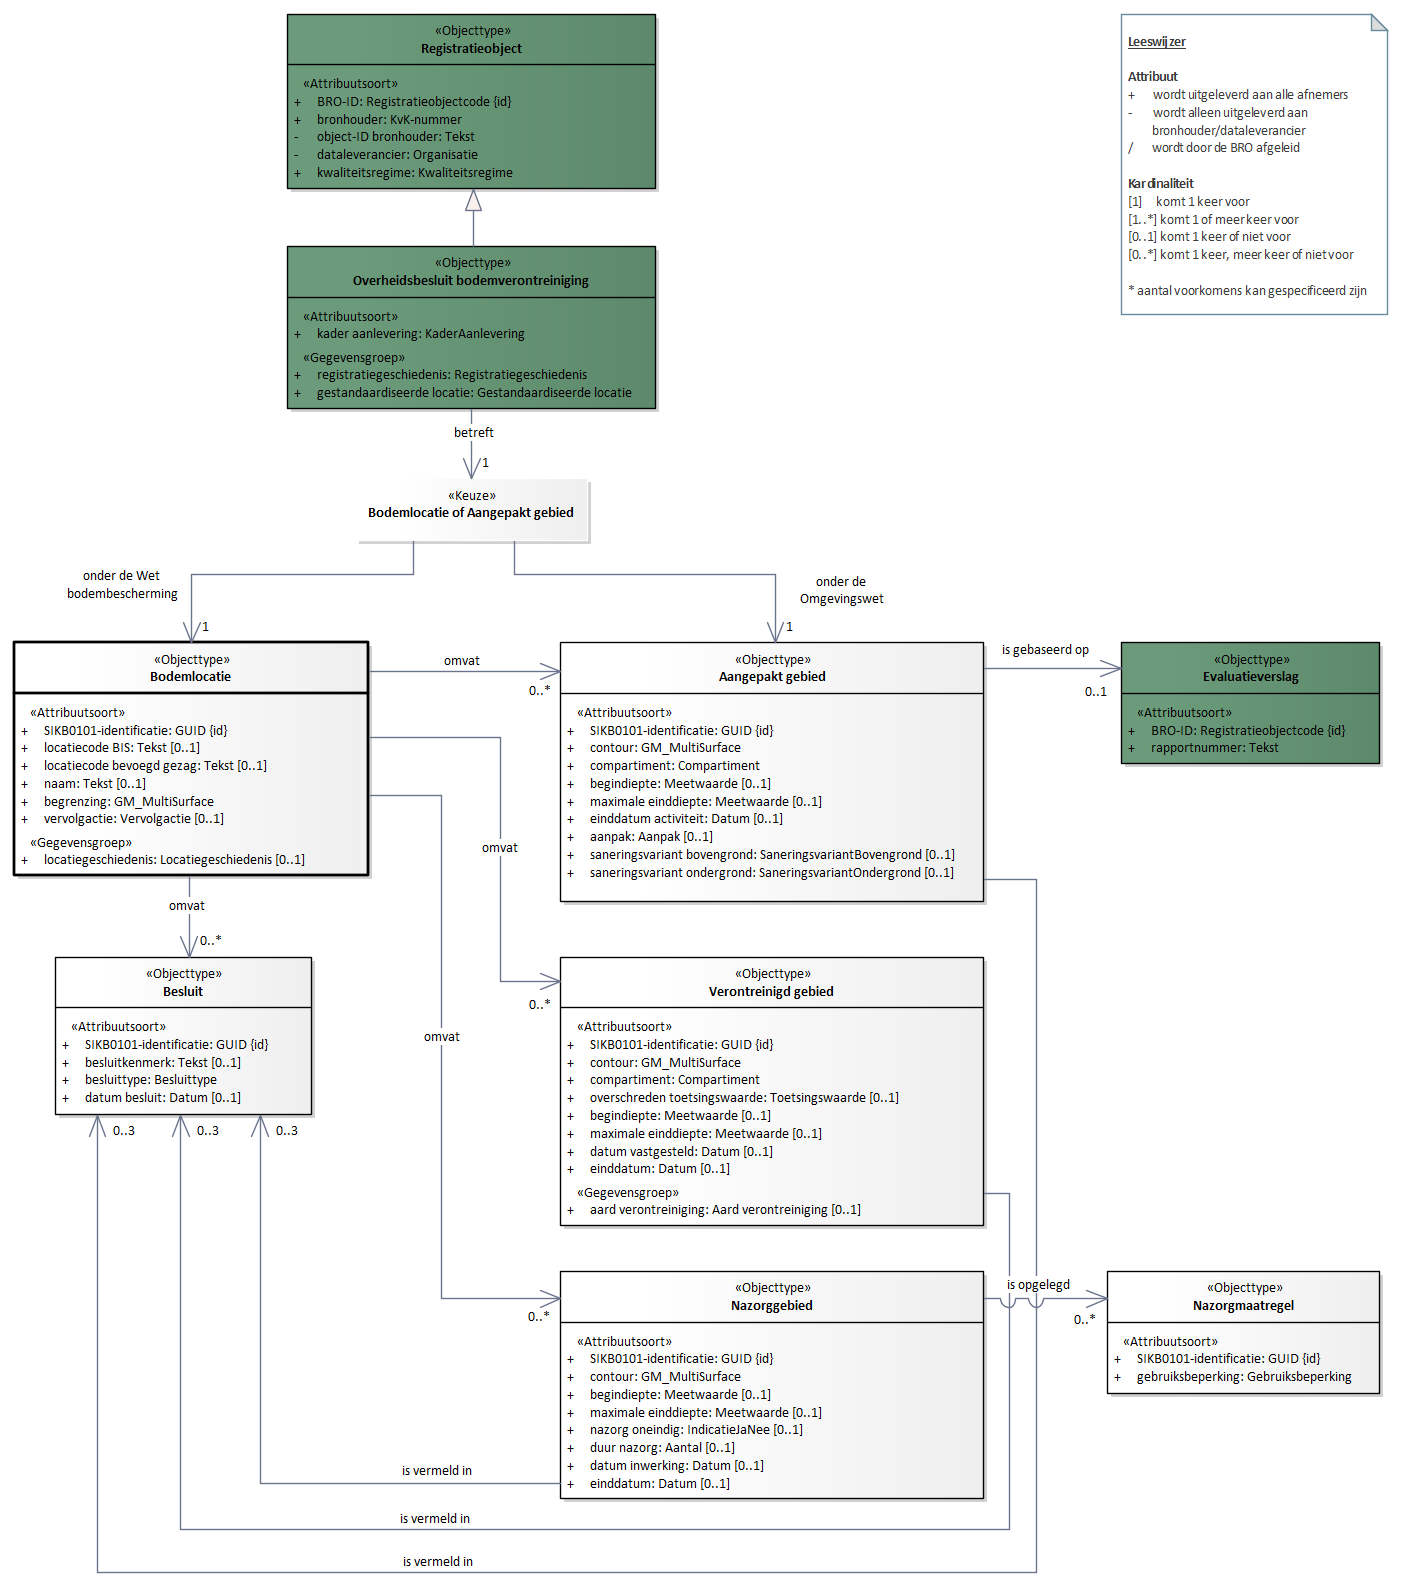 «Objecttype»
Registratieobject
«Attribuutsoort»
+ BRO-ID: Registratieobjectcode {id}
+ bronhouder: KvK-nummer
- object-ID bronhouder: Tekst
- dataleverancier: Organisatie
+ kwaliteitsregime: Kwaliteitsregime
Leeswijzer
Attribuut
+ wordt uitgeleverd aan alle afnemers
- wordt alleen uitgeleverd aan
bronhouder/dataleverancier
/ wordt door de BRO afgeleid
Kardinaliteit
[1] komt 1 keer voor
[1..*] komt 1 of meer keer voor
[0..1] komt 1 keer of niet voor
[0..*] komt 1 keer, meer keer of niet voor
* aantal voorkomens kan gespecificeerd zijn
«Objecttype»
Overheidsbesluit bodemverontreiniging
«Attribuutsoort»
+ kader aanlevering: KaderAanlevering
«Gegevensgroep»
+ registratiegeschiedenis: Registratiegeschiedenis
+ gestandaardiseerde locatie: Gestandaardiseerde locatie
betreft
1
«Keuze»
Bodemlocatie of Aangepakt gebied
onder de Wet
bodembescherming
1
onder de
Omgevingswet
1
«Objecttype»
Bodemlocatie
«Attribuutsoort»
+ SIKB0101-identificatie: GUID {id}
+ locatiecode BIS: Tekst [0..1]
+ locatiecode bevoegd gezag: Tekst [0..1]
+ naam: Tekst [0..1]
+ begrenzing: GM_MultiSurface
+ vervolgactie: Vervolgactie [0..1]
«Gegevensgroep»
+ locatiegeschiedenis: Locatiegeschiedenis [0..1]
omvat
0..*
«Objecttype»
Aangepakt gebied
«Attribuutsoort»
+ SIKB0101-identificatie: GUID {id}
+ contour: GM_MultiSurface
+ compartiment: Compartiment
+ begindiepte: Meetwaarde [0..1]
+ maximale einddiepte: Meetwaarde [0..1]
+ einddatum activiteit: Datum [0..1]
+ aanpak: Aanpak [0..1]
+ saneringsvariant bovengrond: SaneringsvariantBovengrond [0..1]
+ saneringsvariant ondergrond: SaneringsvariantOndergrond [0..1]
is gebaseerd op
0..1
«Objecttype»
Evaluatieverslag
«Attribuutsoort»
+ BRO-ID: Registratieobjectcode {id}
+ rapportnummer: Tekst
omvat
0..*
omvat
0..*
omvat
0..*
«Objecttype»
Besluit
«Attribuutsoort»
+ SIKB0101-identificatie: GUID {id}
+ besluitkenmerk: Tekst [0..1]
+ besluittype: Besluittype
+ datum besluit: Datum [0..1]
0..3
0..3
0..3
«Objecttype»
Verontreinigd gebied
«Attribuutsoort»
+ SIKB0101-identificatie: GUID {id}
+ contour: GM_MultiSurface
+ compartiment: Compartiment
+ overschreden toetsingswaarde: Toetsingswaarde [0..1]
+ begindiepte: Meetwaarde [0..1]
+ maximale einddiepte: Meetwaarde [0..1]
+ datum vastgesteld: Datum [0..1]
+ einddatum: Datum [0..1]
«Gegevensgroep»
+ aard verontreiniging: Aard verontreiniging [0..1]
«Objecttype»
Nazorggebied
«Attribuutsoort»
+ SIKB0101-identificatie: GUID {id}
+ contour: GM_MultiSurface
+ begindiepte: Meetwaarde [0..1]
+ maximale einddiepte: Meetwaarde [0..1]
+ nazorg oneindig: IndicatieJaNee [0..1]
+ duur nazorg: Aantal [0..1]
+ datum inwerking: Datum [0..1]
+ einddatum: Datum [0..1]
is opgelegd
0..*
«Objecttype»
Nazorgmaatregel
«Attribuutsoort»
+ SIKB0101-identificatie: GUID {id}
+ gebruiksbeperking: Gebruiksbeperking
is vermeld in
is vermeld in
is vermeld in